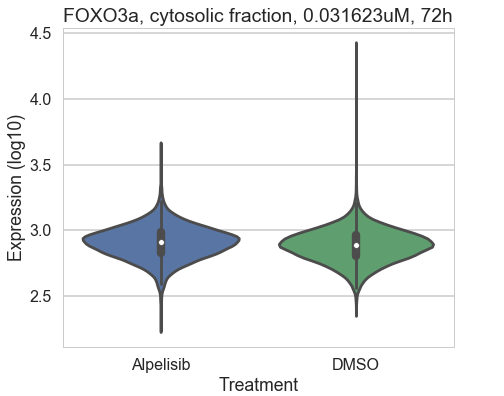 FOXO3a, cytosolic fraction, 0.031623uM, 72h
4.5
4.0
3.5
3.0
2.5
Expression (log10)
Alpelisib
DMSO
Treatment